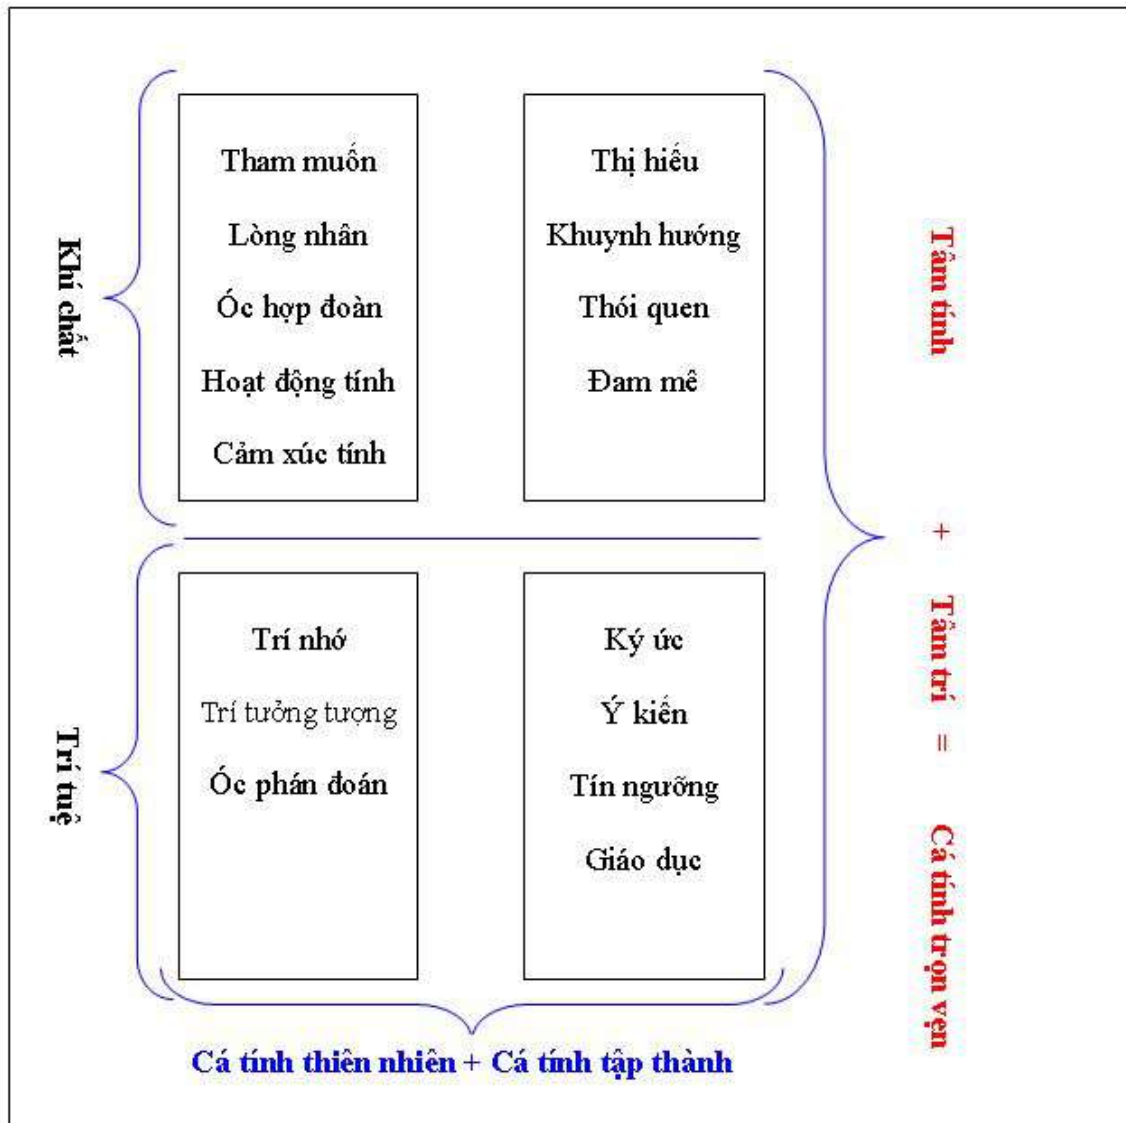 Khí chất
Tham muốn
Lòng nhân
Óc hợp đoàn
Hoạt động tính
Cảm xúc tính
Thị hiếu
Khuynh hướng
Thói quen
Đam mê
Trí tuệ
Trí nhớ
Trí tưởng tượng
Óc phán đoán
Ký ức
Ý kiến
Tín ngưỡng
Giáo dục
Tâm tính + Tâm trí = Cá tính trọn vẹn
Cá tính thiên nhiên + Cá tính tập thành